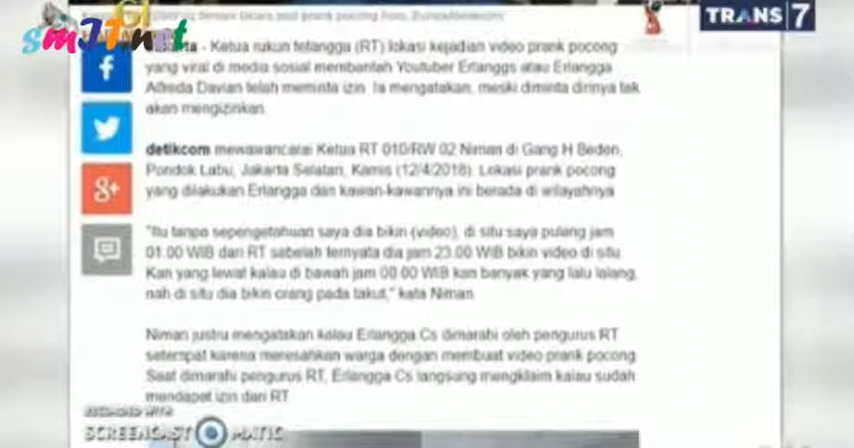 smJTnet
TRANS 7
- Ketua rukun tetangga (RT) lokasi kejadian video prank pocong
yang viral di media sosial membantah Youtuber Erlanggs atau Erlangga
Alfreda Davian telah meminta izin. Ia mengatakan, meski diminta dirinya tak
akan mengizinkan.
detikcom mewawancarai Ketua RT 010/RW 02 Niman di Gang H Beden,
Pondok Labu, Jakarta Selatan, Kamis (12/4/2018). Lokasi prank pocong
yang dilakukan Erlangga dan kawan-kawannya ini berada di wilayahnya
"Itu tanpa sepengetahuan saya dia bikin (video), di situ saya pulang jam
01.00 WIB dari RT sebelah ternyata dia jam 23.00 WIB bikin video di situ.
Kan yang lewat kalau di bawah jam 00.00 WIB kan banyak yang lalu lalang,
nah di situ dia bikin orang pada takut," kata Niman
Niman justru mengatakan kalau Erlangga Cs dimarahi oleh pengurus RT
setempat karena meresahkan warga dengan membuat video prank pocong.
Saat dimarahi pengurus RT, Erlangga Cs langsung mengklaim kalau sudah
mendapat izin dari RT
RECORDED WITH
SCREENCAST MATIC